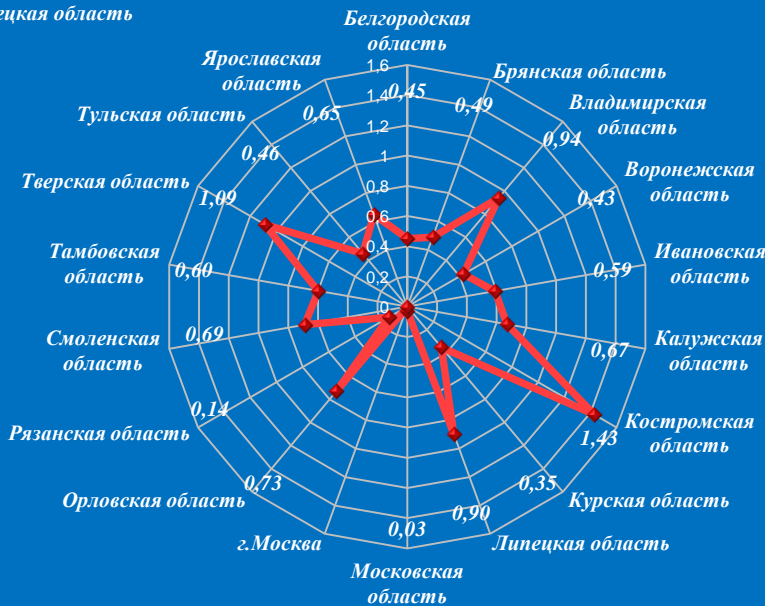 ецкая область
Белгородская
область
Брянская область
Владимирская
область
Воронежская
область
Ивановская
область
Калужская
область
Костромская
область
Курская область
Липецкая область
Московская
область
г.Москва
Орловская область
Рязанская область
Смоленская
область
Тамбовская
область
Тверская область
Тульская область
Ярославская
область
1,6
1,4
1,2
1
0,8
0,6
0,4
0,2
0
0,45
0,49
0,94
0,43
0,59
0,67
1,43
0,35
0,90
0,03
0,73
0,14
0,69
0,60
1,09
0,46
0,65